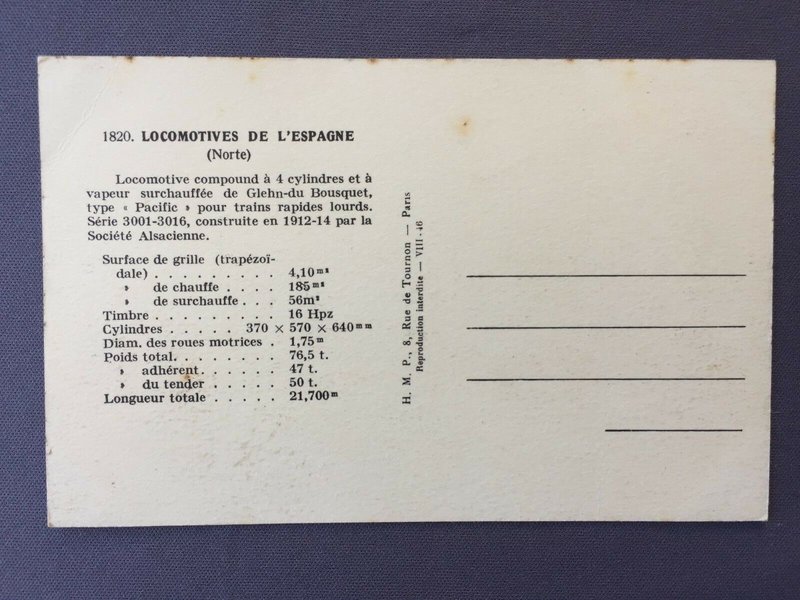 1820. LOCOMOTIVES DE L'ESPAGNE
(Norte)
Locomotive compound à 4 cylindres et à
vapeur surchauffée de Glehn-du Bousquet,
type « Pacific » pour trains rapides lourds.
Série 3001-3016, construite en 1912-14 par la
Société Alsacienne.
Surface de grille (trapézoï-
dale) . . . . . . . . . 4,10m²
» de chauffe . . . . 185m²
» de surchauffe . . . 56m²
Timbre . . . . . . . . . 16 Hpz
Cylindres . . . . . 370 × 570 × 640mm
Diam. des roues motrices . 1,75m
Poids total. . . . . . . . 76,5 t.
» adhérent. . . . . . 47 t.
» du tender . . . . . 50 t.
Longueur totale . . . . . 21,700m
H. M. P., 8, Rue de Tournon — Paris
Reproduction interdite — VIII-46